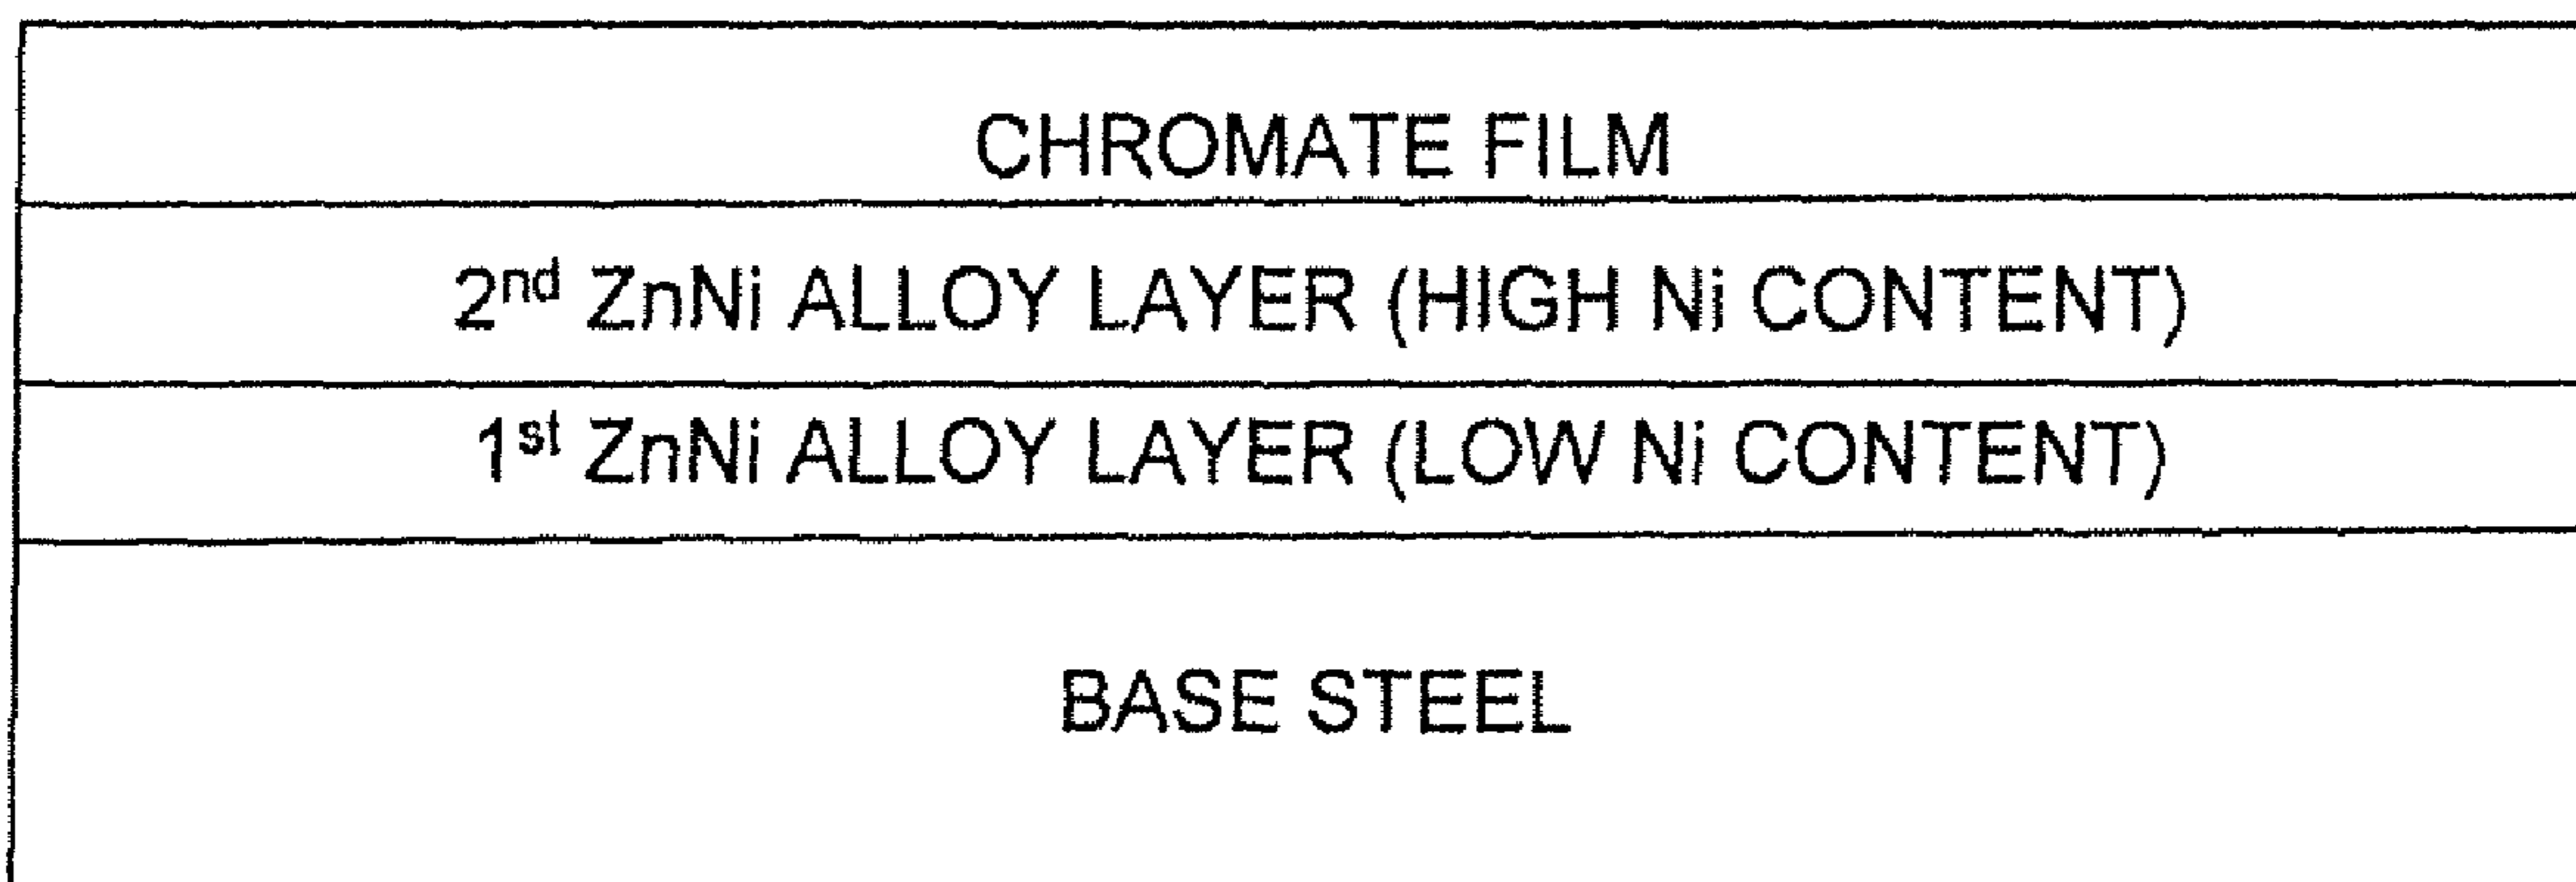 CHROMATE FILM
2nd ZnNi ALLOY LAYER (HIGH Ni CONTENT)
1st ZnNi ALLOY LAYER (LOW Ni CONTENT)
BASE STEEL